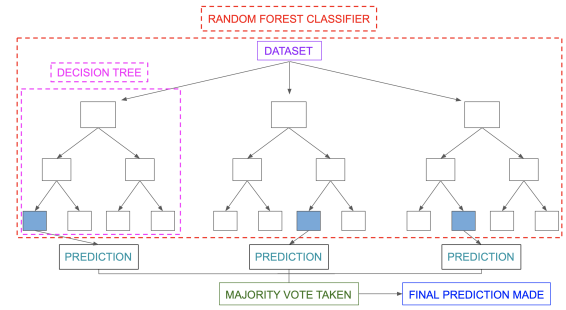 RANDOM FOREST CLASSIFIER
DATASET
DECISION TREE
PREDICTION
PREDICTION
PREDICTION
MAJORITY VOTE TAKEN
FINAL PREDICTION MADE